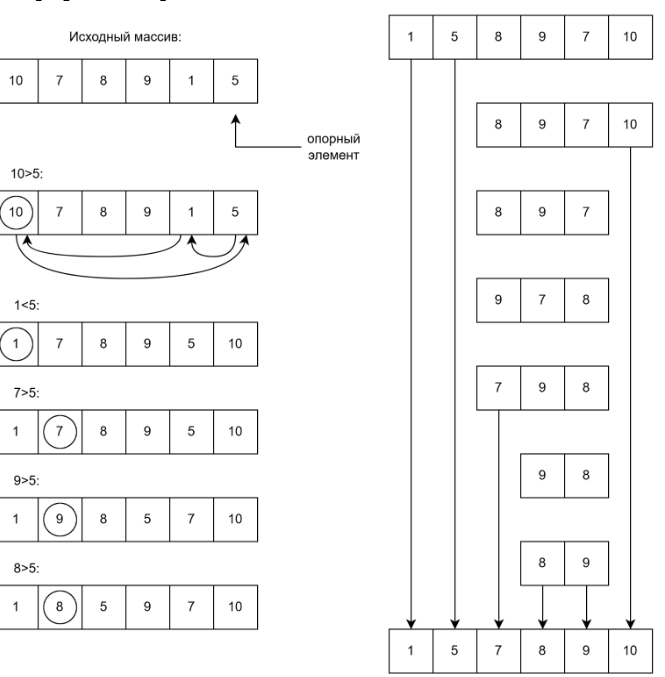 Исходный массив:
10 7 8 9 1 5
опорный
элемент
10>5:
10 7 8 9 1 5
1<5:
1 7 8 9 5 10
7>5:
1 7 8 9 5 10
9>5:
1 9 8 5 7 10
8>5:
1 8 5 9 7 10
1 5 8 9 7 10
8 9 7 10
8 9 7
9 7 8
7 9 8
9 8
8 9
1 5 7 8 9 10